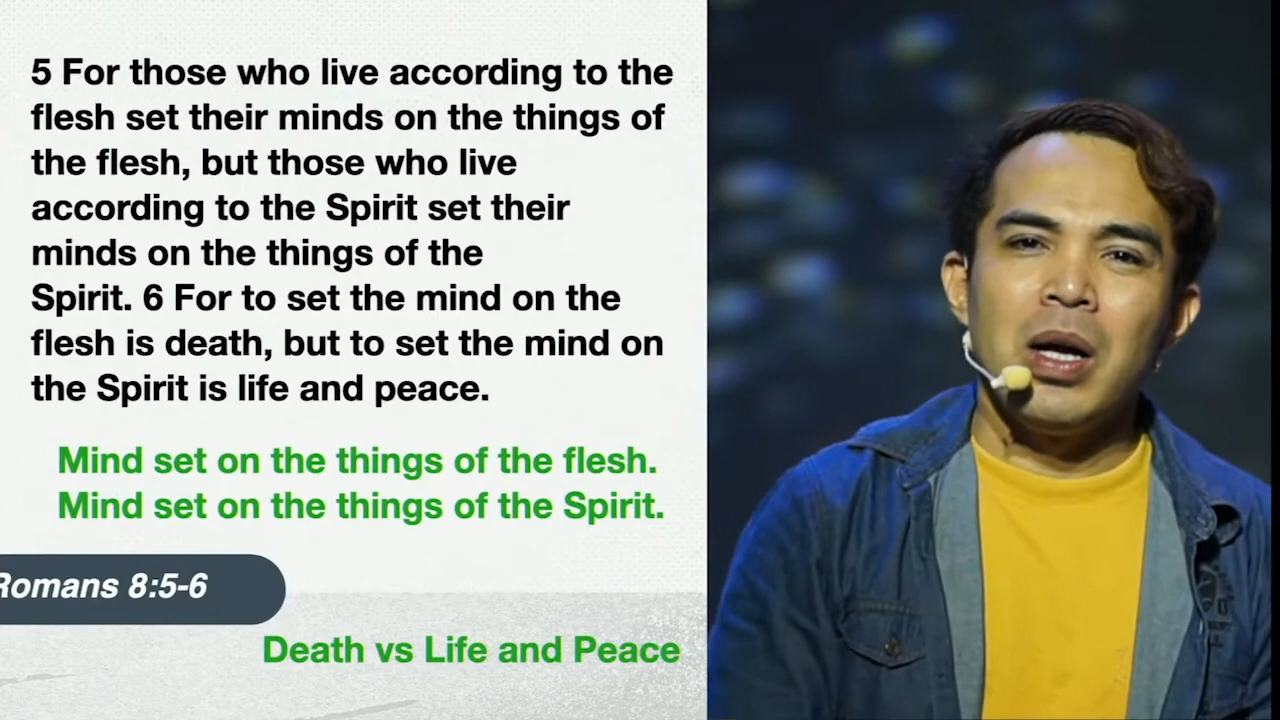 5 For those who live according to the
flesh set their minds on the things of
the flesh, but those who live
according to the Spirit set their
minds on the things of the
Spirit. 6 For to set the mind on the
flesh is death, but to set the mind on
the Spirit is life and peace.
Mind set on the things of the flesh.
Mind set on the things of the Spirit.
Romans 8:5-6
Death vs Life and Peace